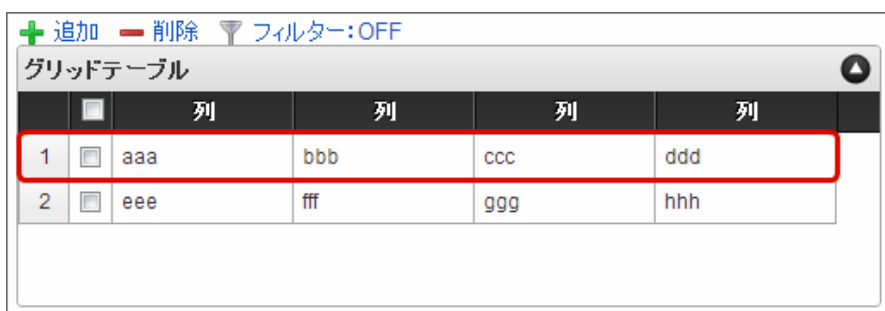 追加 削除 フィルター:OFF
グリッドテーブル
列 列 列 列
1 aaa bbb ccc ddd
2 eee fff ggg hhh